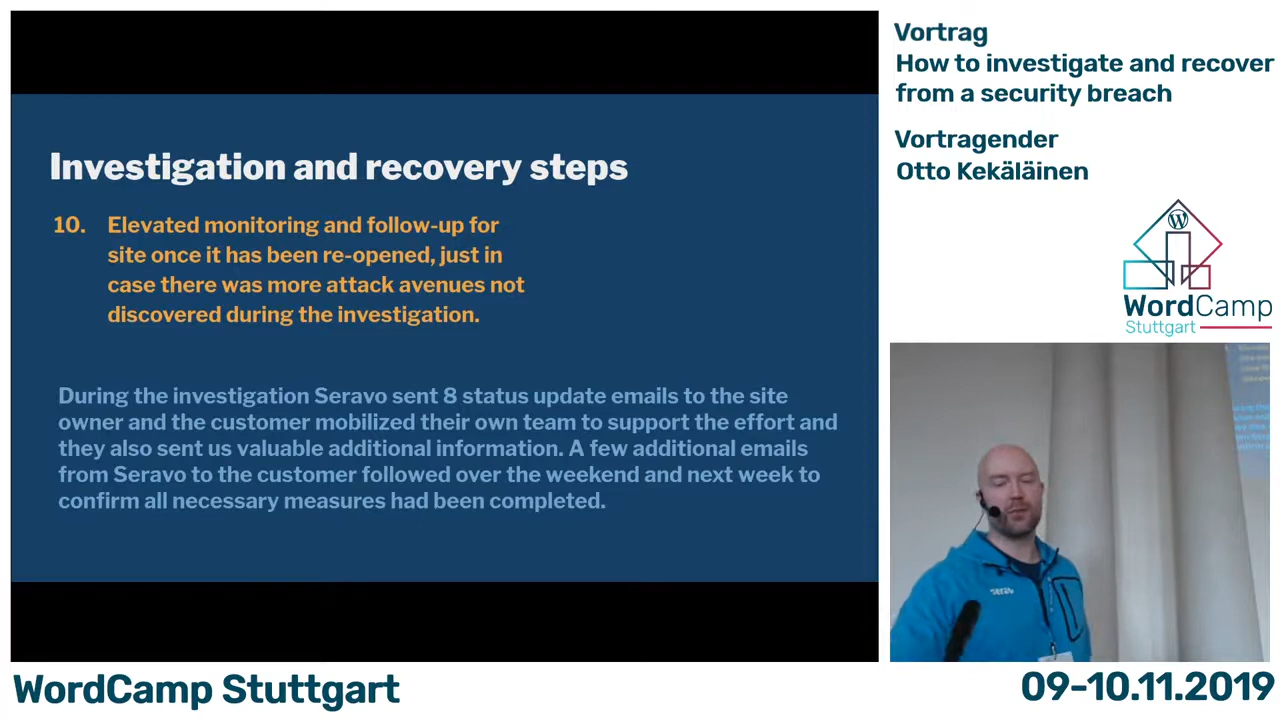 Investigation and recovery steps
10. Elevated monitoring and follow-up for
site once it has been re-opened, just in
case there was more attack avenues not
discovered during the investigation.
During the investigation Seravo sent 8 status update emails to the site
owner and the customer mobilized their own team to support the effort and
they also sent us valuable additional information. A few additional emails
from Seravo to the customer followed over the weekend and next week to
confirm all necessary measures had been completed.
Vortrag
How to investigate and recover
from a security breach
Vortragender
Otto Kekäläinen
WordCamp
Stuttgart
WordCamp Stuttgart
09-10.11.2019